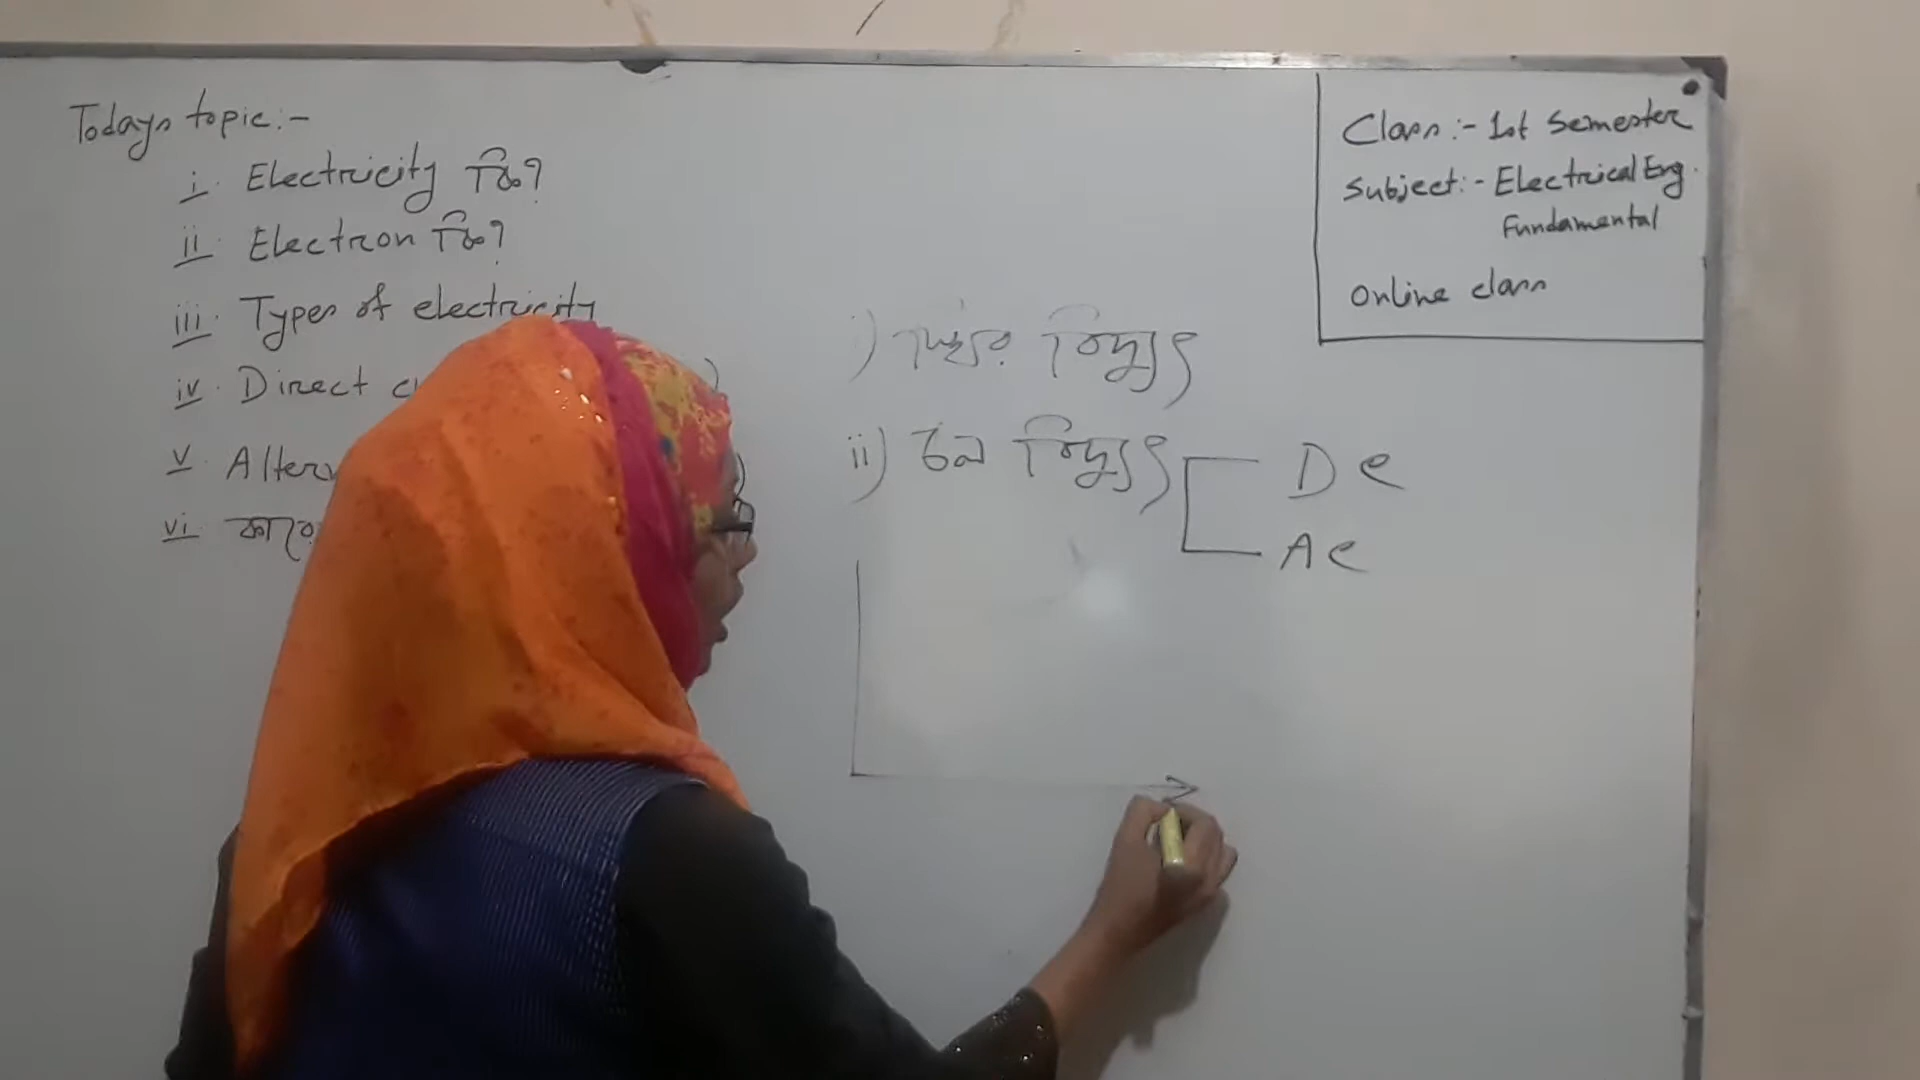 Todays topic:-
i. Electricity কি?
ii. Electron কি?
iii. Types of electricity
iv. Direct
v.
vi.
i) স্থির বিদ্যুৎ
ii) চল বিদ্যুৎ
DC
AC
Class:- 1st Semester
Subject:- Electrical Eng.
Fundamental
Online class